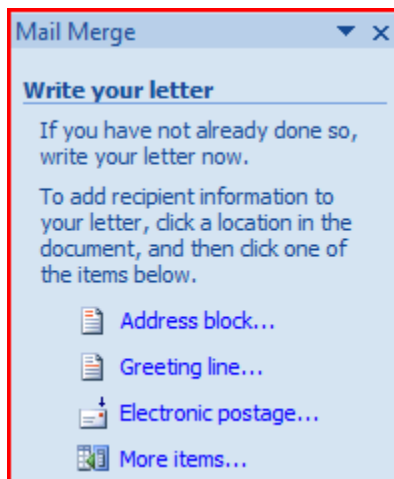 Mail Merge
Write your letter
If you have not already done so,
write your letter now.
To add recipient information to
your letter, click a location in the
document, and then click one of
the items below.
Address block...
Greeting line...
Electronic postage...
More items...